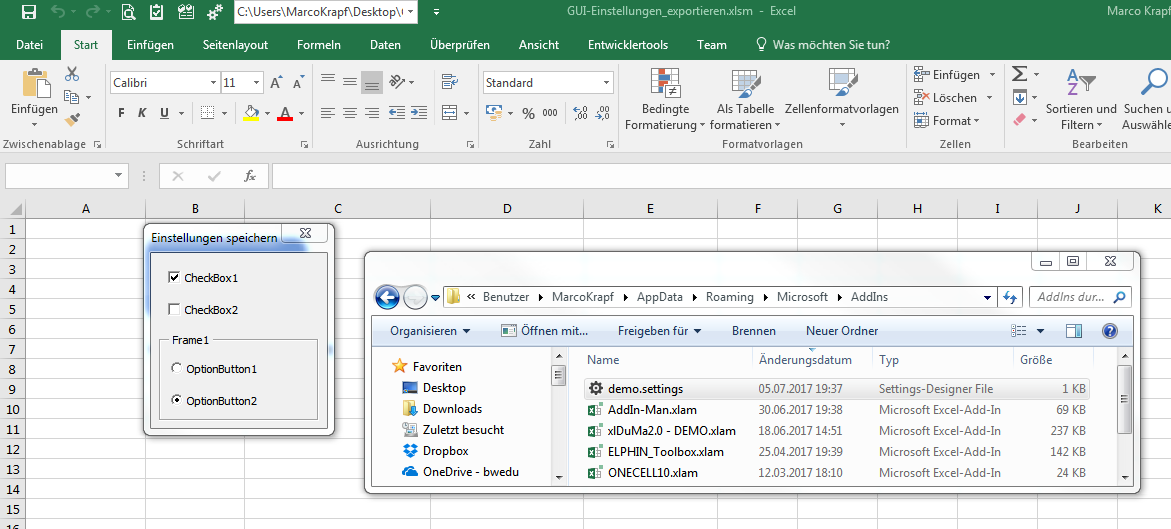 C:\Users\MarcoKrapf\Desktop\
GUI-Einstellungen_exportieren.xlsm - Excel
Marco Krapf
Datei Start Einfügen Seitenlayout Formeln Daten Überprüfen Ansicht Entwicklertools Team Was möchten Sie tun?
Einfügen
Zwischenablage
Calibri 11 A A
F K U A
Schriftart
Ausrichtung
Standard
% 000 ,00 ,00
Zahl
Bedingte Formatierung
Als Tabelle formatieren
Zellenformatvorlagen
Formatvorlagen
Einfügen
Löschen
Format
Zellen
Σ
A Z
Sortieren und Filtern
Suchen u
Auswähle
Bearbeiten
fx
A B C D E F G H I J K
1
2
3
4
5
6
7
8
9
10
11
12
13
14
15
16
Einstellungen speichern
CheckBox1
CheckBox2
Frame1
OptionButton1
OptionButton2
« Benutzer MarcoKrapf AppData Roaming Microsoft AddIns
AddIns dur...
Organisieren Öffnen mit... Freigeben für Brennen Neuer Ordner
Favoriten
Desktop
Downloads
Zuletzt besucht
Dropbox
OneDrive - bwedu
Name Änderungsdatum Typ Größe
demo.settings 05.07.2017 19:37 Settings-Designer File 1 KB
AddIn-Man.xlam 30.06.2017 19:38 Microsoft Excel-Add-In 69 KB
xlDuMa2.0 - DEMO.xlam 18.06.2017 14:51 Microsoft Excel-Add-In 237 KB
ELPHIN_Toolbox.xlam 25.04.2017 19:39 Microsoft Excel-Add-In 142 KB
ONECELL10.xlam 12.03.2017 18:10 Microsoft Excel-Add-In 24 KB